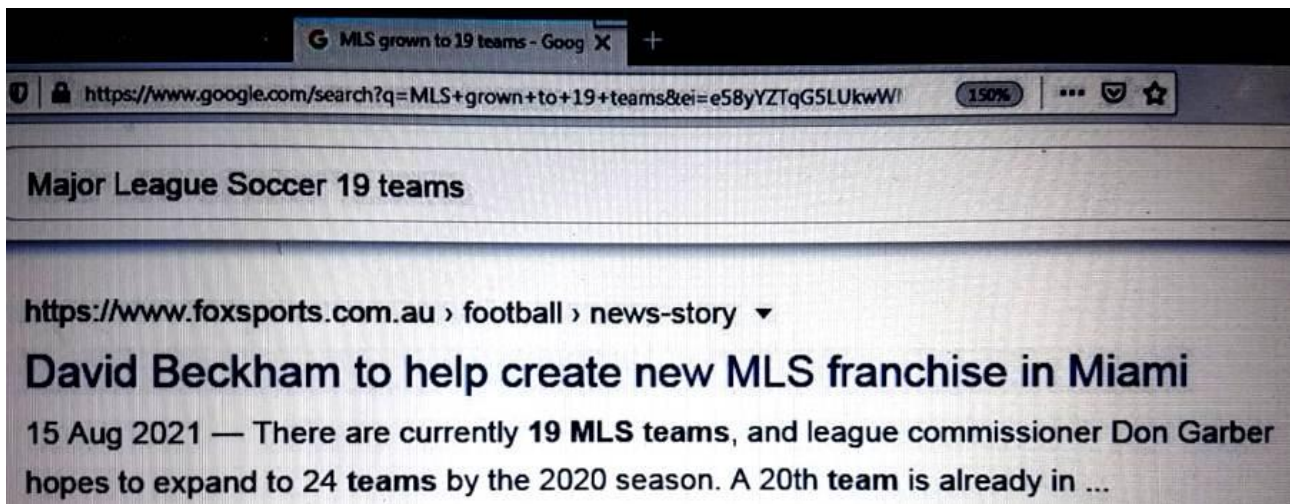 G MLS grown to 19 teams - Goog X +
https://www.google.com/search?q=MLS+grown+to+19+teams&ei=e58yYZTqG5LUkwW 150%
Major League Soccer 19 teams
https://www.foxsports.com.au › football › news-story
David Beckham to help create new MLS franchise in Miami
15 Aug 2021 — There are currently 19 MLS teams, and league commissioner Don Garber
hopes to expand to 24 teams by the 2020 season. A 20th team is already in ...